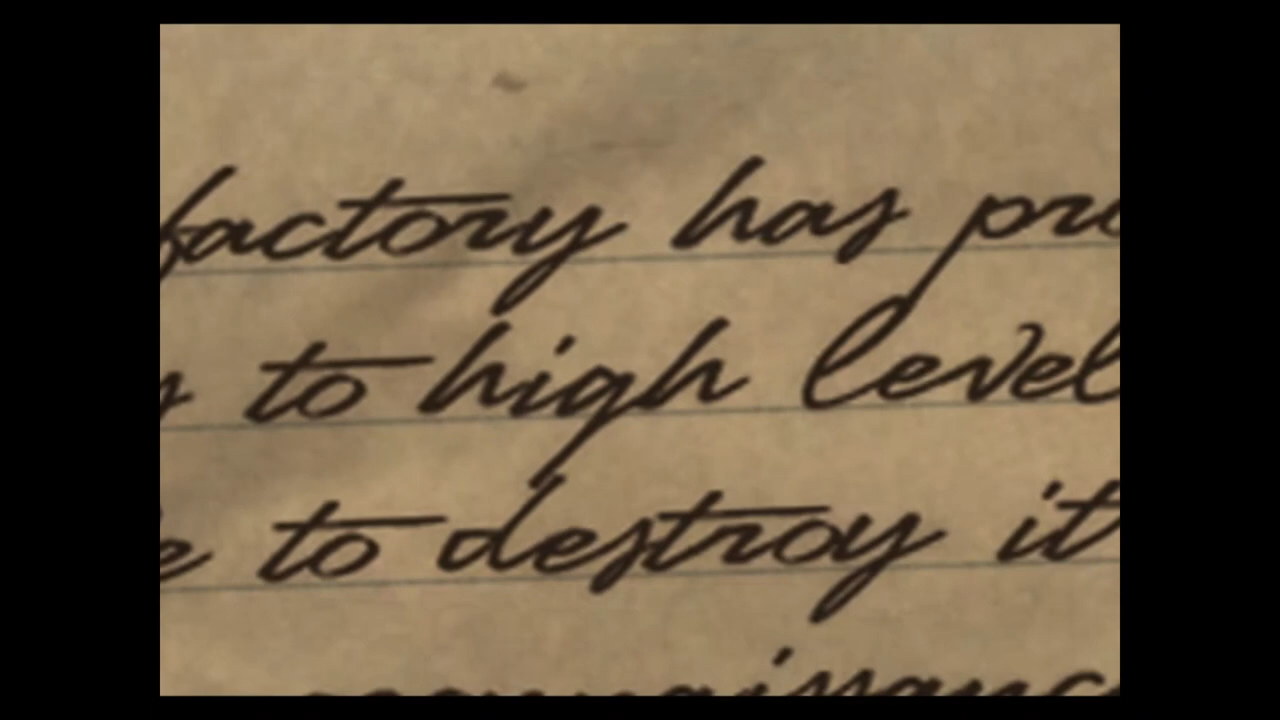 factory has
to high level
to destroy it